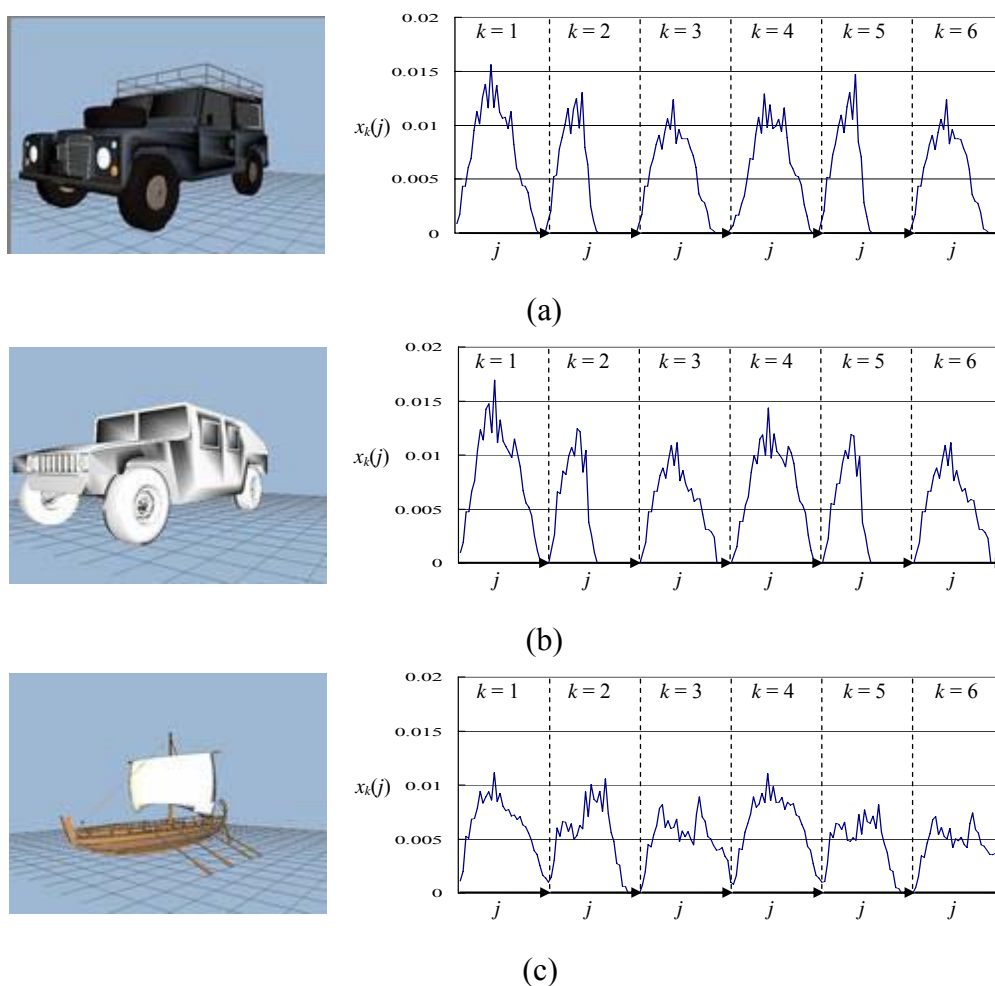 0.02
k = 1 k = 2 k = 3 k = 4 k = 5 k = 6
0.015
xₖ(j)
0.01
0.005
0
j j j j j j
(a)
0.02
k = 1 k = 2 k = 3 k = 4 k = 5 k = 6
0.015
xₖ(j)
0.01
0.005
0
j j j j j j
(b)
0.02
k = 1 k = 2 k = 3 k = 4 k = 5 k = 6
0.015
xₖ(j)
0.01
0.005
0
j j j j j j
(c)